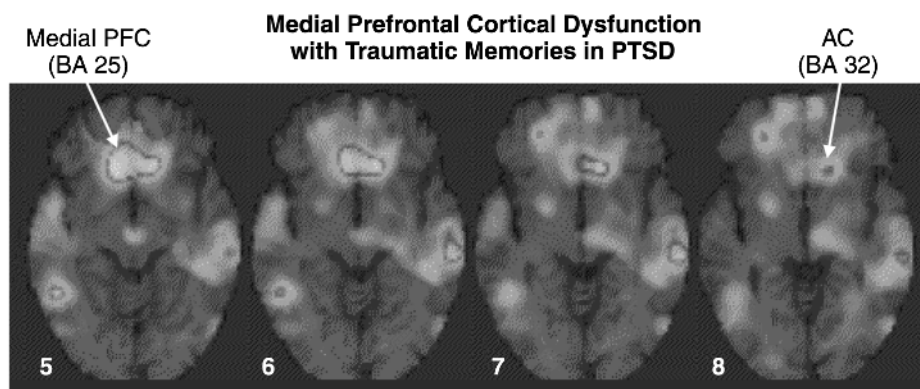 Medial Prefrontal Cortical Dysfunction
with Traumatic Memories in PTSD
Medial PFC
(BA 25)
AC
(BA 32)
5
6
7
8